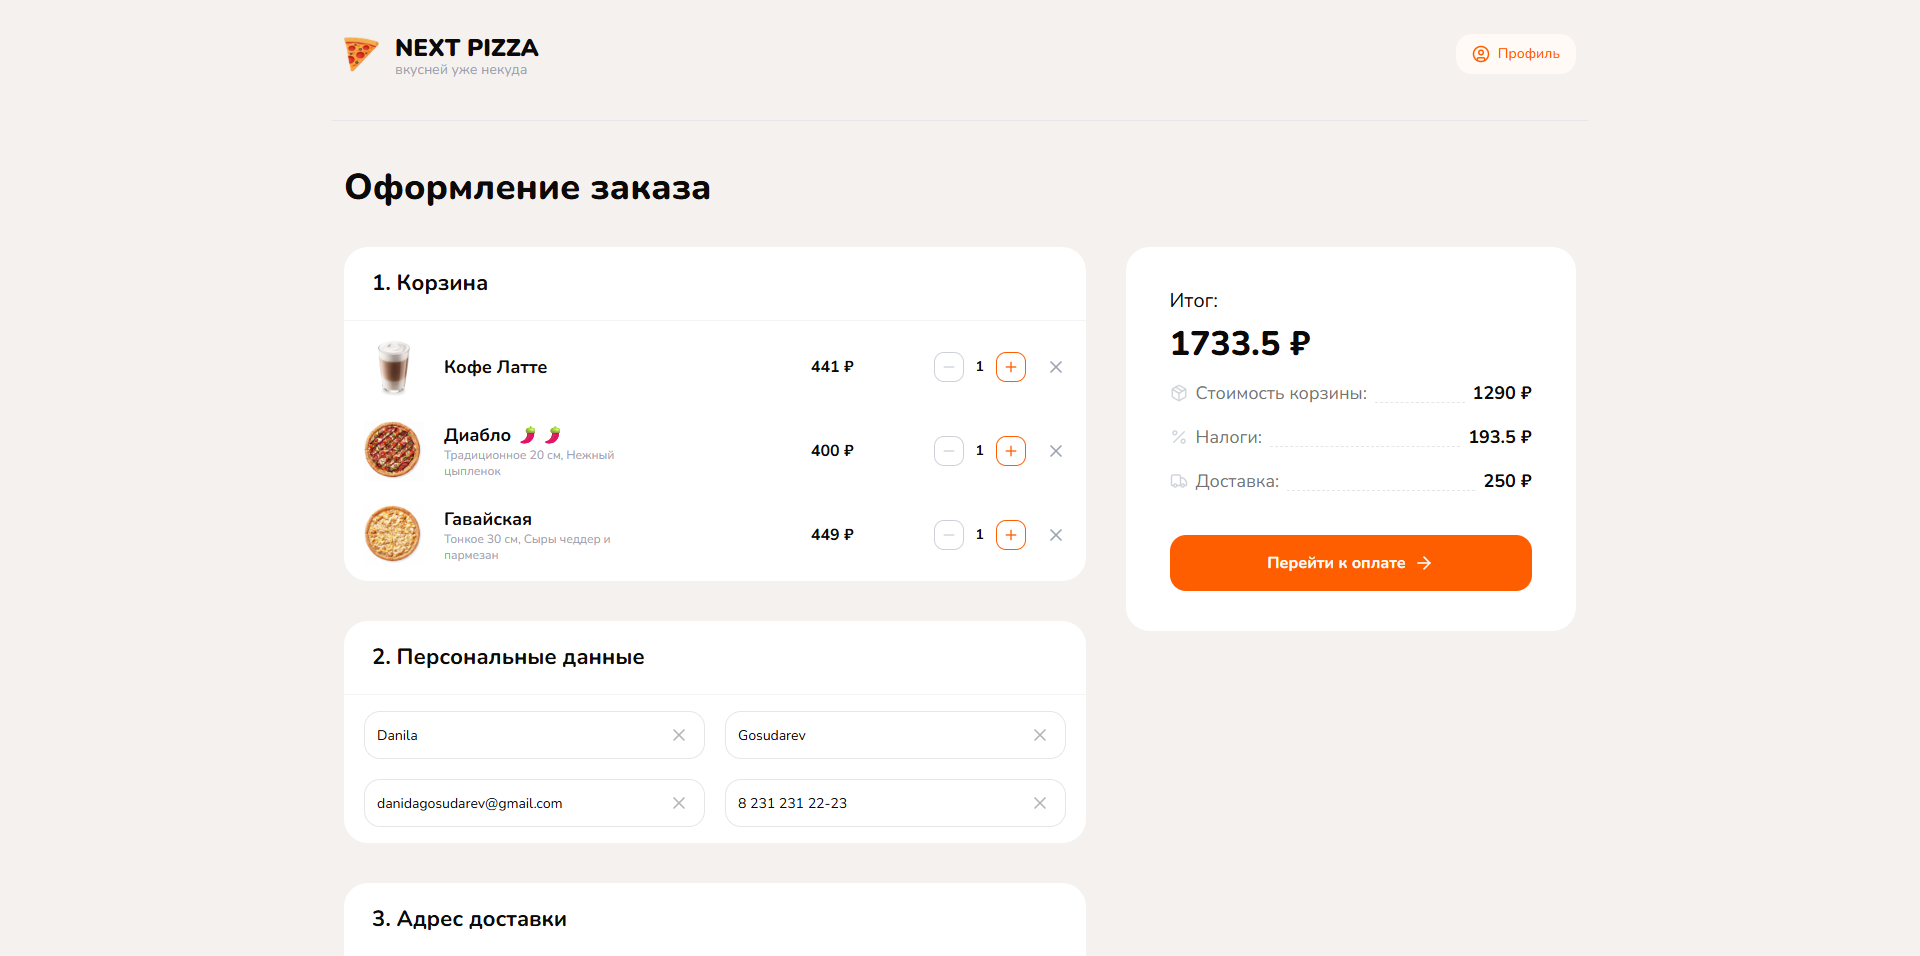 NEXT PIZZA
вкусней уже некуда
Профиль
Оформление заказа
1. Корзина
Кофе Латте
441 ₽
1
Диабло
Традиционное 20 см, Нежный
цыпленок
400 ₽
1
Гавайская
Тонкое 30 см, Сыры чеддер и
пармезан
449 ₽
1
2. Персональные данные
Danila
Gosudarev
danidagosudarev@gmail.com
8 231 231 22-23
3. Адрес доставки
Итог:
1733.5 ₽
Стоимость корзины: 1290 ₽
Налоги: 193.5 ₽
Доставка: 250 ₽
Перейти к оплате